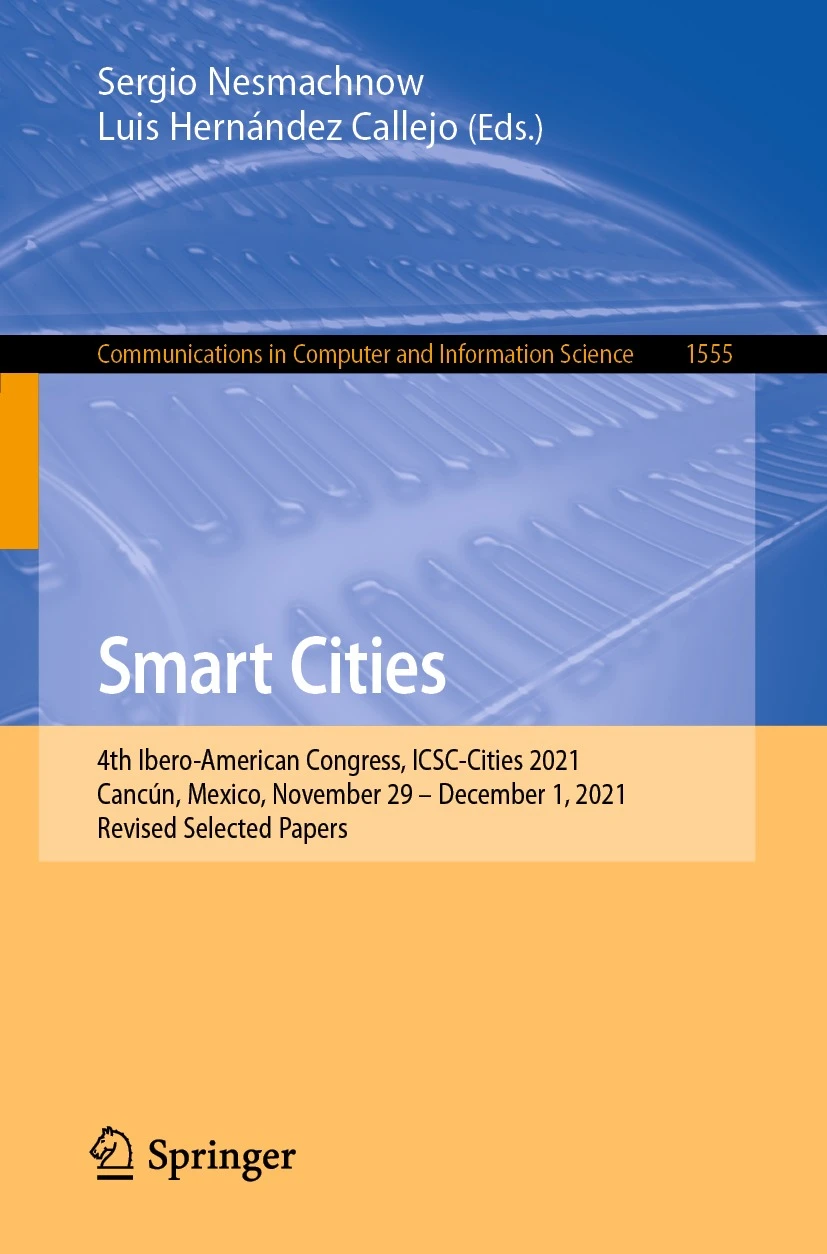 Sergio Nesmachnow
Luis Hernández Callejo (Eds.)
Communications in Computer and Information Science 1555
Smart Cities
4th Ibero-American Congress, ICSC-Cities 2021
Cancún, Mexico, November 29 – December 1, 2021
Revised Selected Papers
Springer